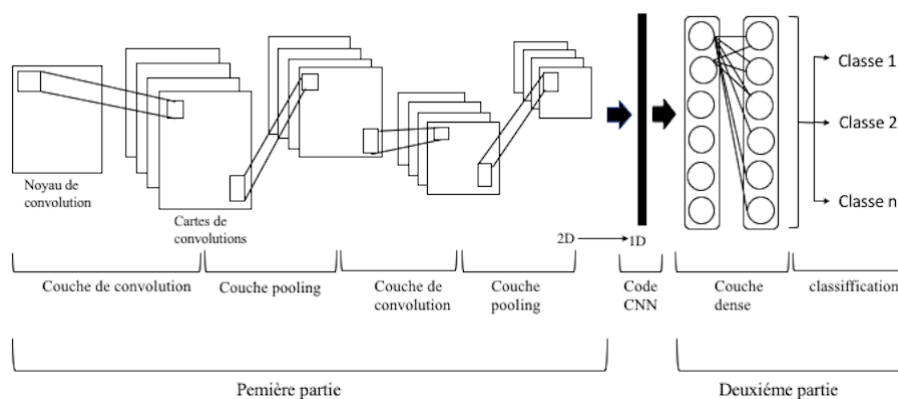 Classe 1
Classe 2
Classe n
Noyau de
convolution
Cartes de
convolutions
2D
1D
Couche de convolution
Couche pooling
Couche de
convolution
Couche
pooling
Code
CNN
Couche
dense
classiffication
Pemière partie
Deuxiéme partie